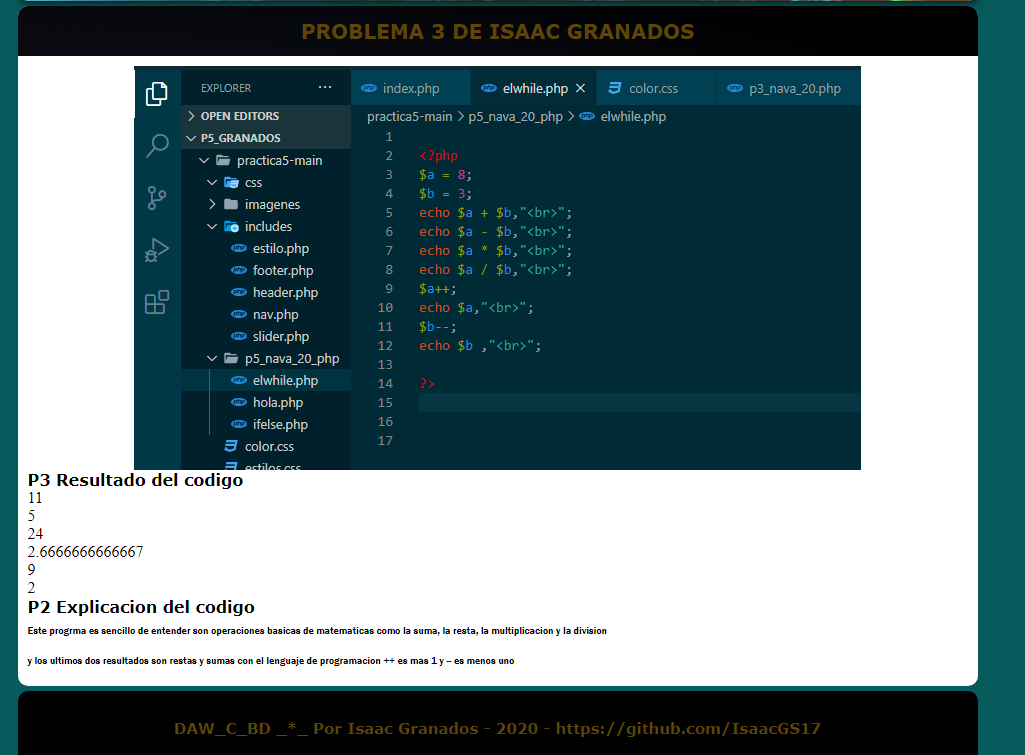 PROBLEMA 3 DE ISAAC GRANADOS
EXPLORER ···
OPEN EDITORS
P5_GRANADOS
practica5-main
css
imagenes
includes
estilo.php
footer.php
header.php
nav.php
slider.php
p5_nava_20_php
elwhile.php
hola.php
ifelse.php
color.css
estilos.css
index.php elwhile.php × color.css p3_nava_20.php
practica5-main > p5_nava_20_php > elwhile.php
1
2 <?php
3 $a = 8;
4 $b = 3;
5 echo $a + $b,"<br>";
6 echo $a - $b,"<br>";
7 echo $a * $b,"<br>";
8 echo $a / $b,"<br>";
9 $a++;
10 echo $a,"<br>";
11 $b--;
12 echo $b ,"<br>";
13
14 ?>
15
16
17
P3 Resultado del codigo
11
5
24
2.6666666666667
9
2
P2 Explicacion del codigo
Este progrma es sencillo de entender son operaciones basicas de matematicas como la suma, la resta, la multiplicacion y la division
y los ultimos dos resultados son restas y sumas con el lenguaje de programacion ++ es mas 1 y -- es menos uno
DAW_C_BD _*_ Por Isaac Granados - 2020 - https://github.com/IsaacGS17